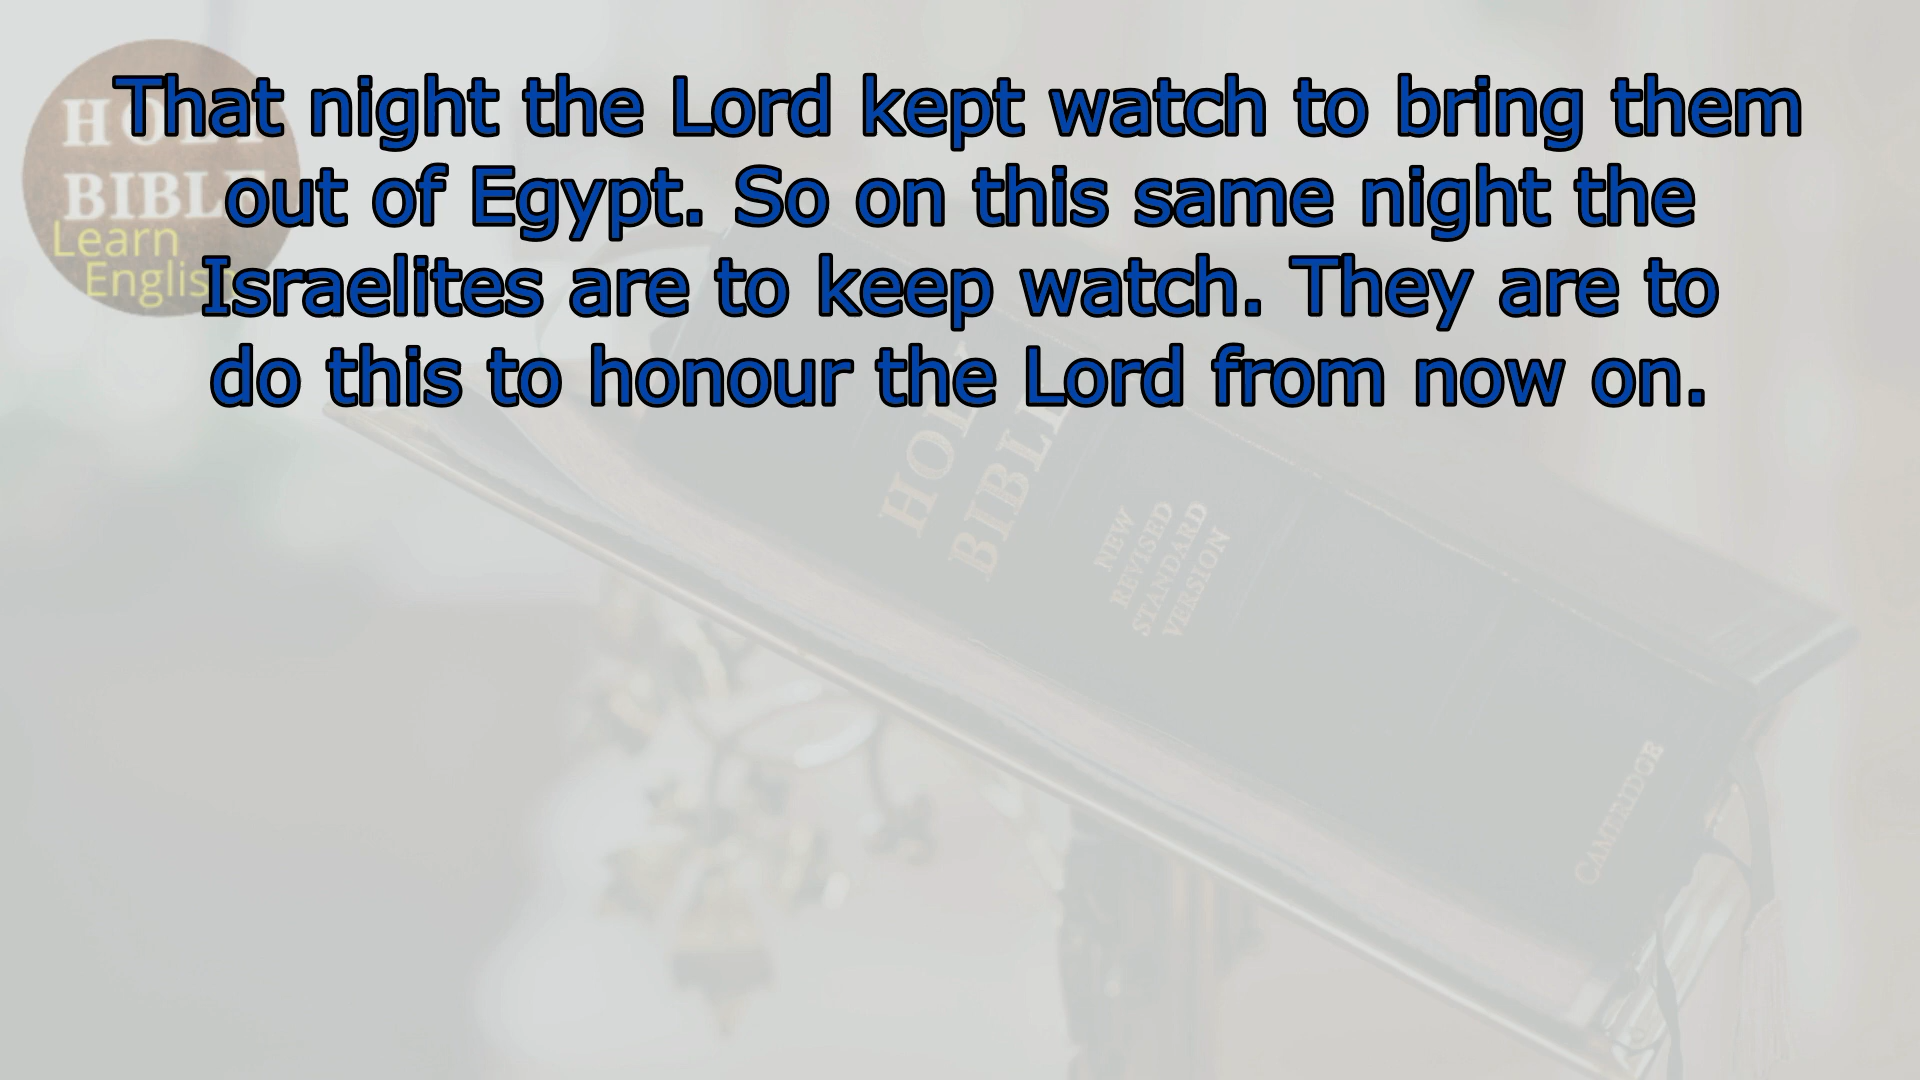 That night the Lord kept watch to bring them
out of Egypt. So on this same night the
Israelites are to keep watch. They are to
do this to honour the Lord from now on.
HOLY
BIBLE
Learn
English
HOLY
BIBLE
NEW
REVISED
STANDARD
VERSION
CAMBRIDGE